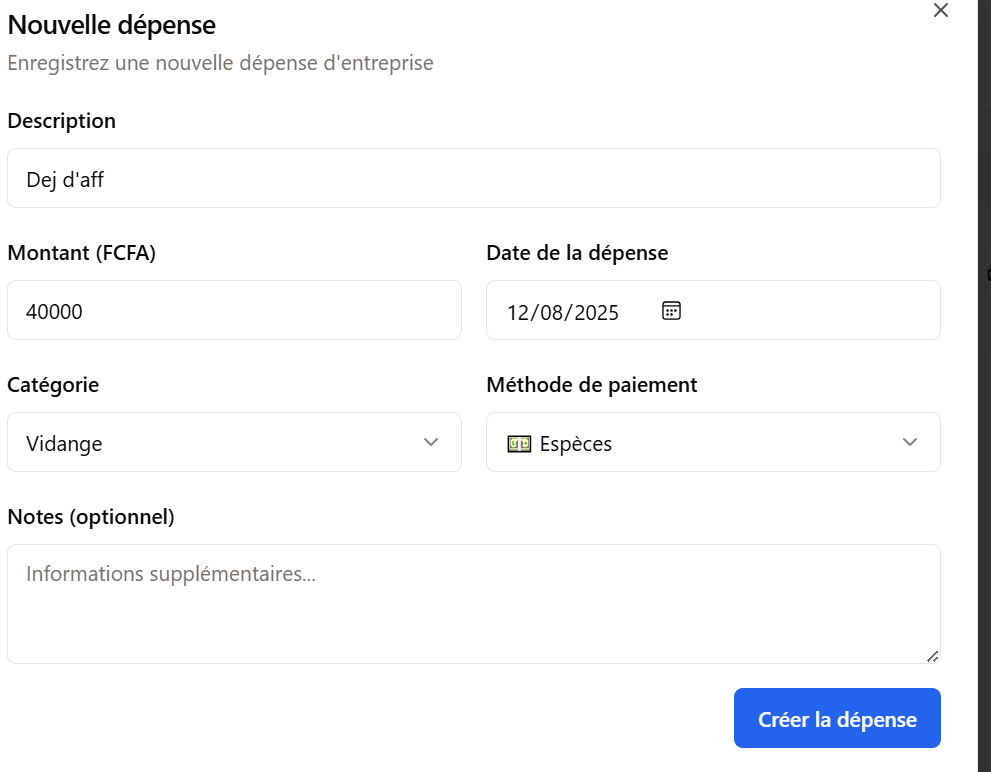 Nouvelle dépense
Enregistrez une nouvelle dépense d'entreprise
Description
Dej d'aff
Montant (FCFA) Date de la dépense
40000 12/08/2025
Catégorie Méthode de paiement
Vidange Espèces
Notes (optionnel)
Informations supplémentaires...
Créer la dépense